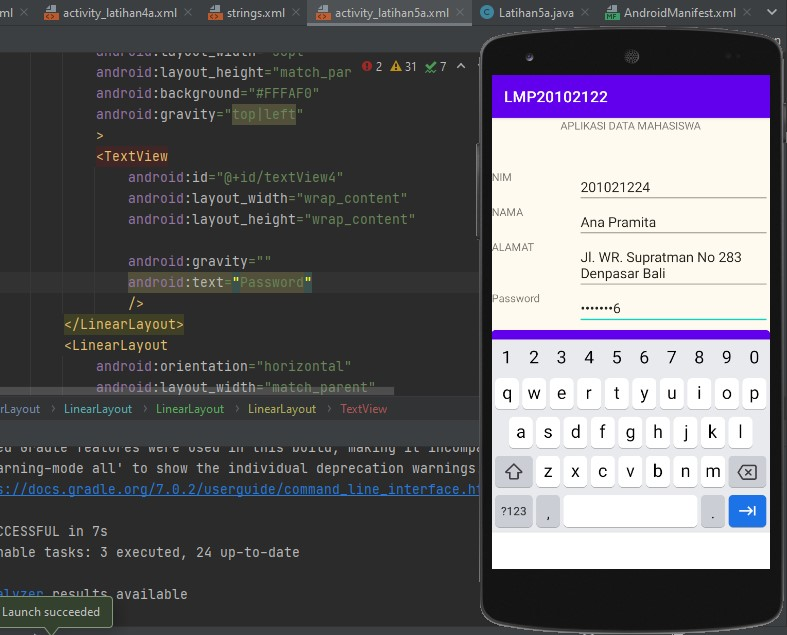 ml
activity_latihan4a.xml
strings.xml
activity_latihan5a.xml
Latihan5a.java
AndroidManifest.xml
android:layout_height="match_par
2 31 7
android:background="#FFFAF0"
android:gravity="top|left"
>
<TextView
android:id="@+id/textView4"
android:layout_width="wrap_content"
android:layout_height="wrap_content"
android:gravity=""
android:text="Password"
/>
</LinearLayout>
<LinearLayout
android:orientation="horizontal"
android:layout_width="match_parent"
rLayout > LinearLayout > LinearLayout > LinearLayout > TextView
ed Gradle features were used in this build, making it incompa
arning-mode all' to show the individual deprecation warnings
s://docs.gradle.org/7.0.2/userguide/command_line_interface.ht
CCESSFUL in 7s
nable tasks: 3 executed, 24 up-to-date
alyzer results available
Launch succeeded
LMP20102122
APLIKASI DATA MAHASISWA
NIM
201021224
NAMA
Ana Pramita
ALAMAT
Jl. WR. Supratman No 283
Denpasar Bali
Password
•••••••6
1 2 3 4 5 6 7 8 9 0
q w e r t y u i o p
a s d f g h j k l
z x c v b n m
?123 , .